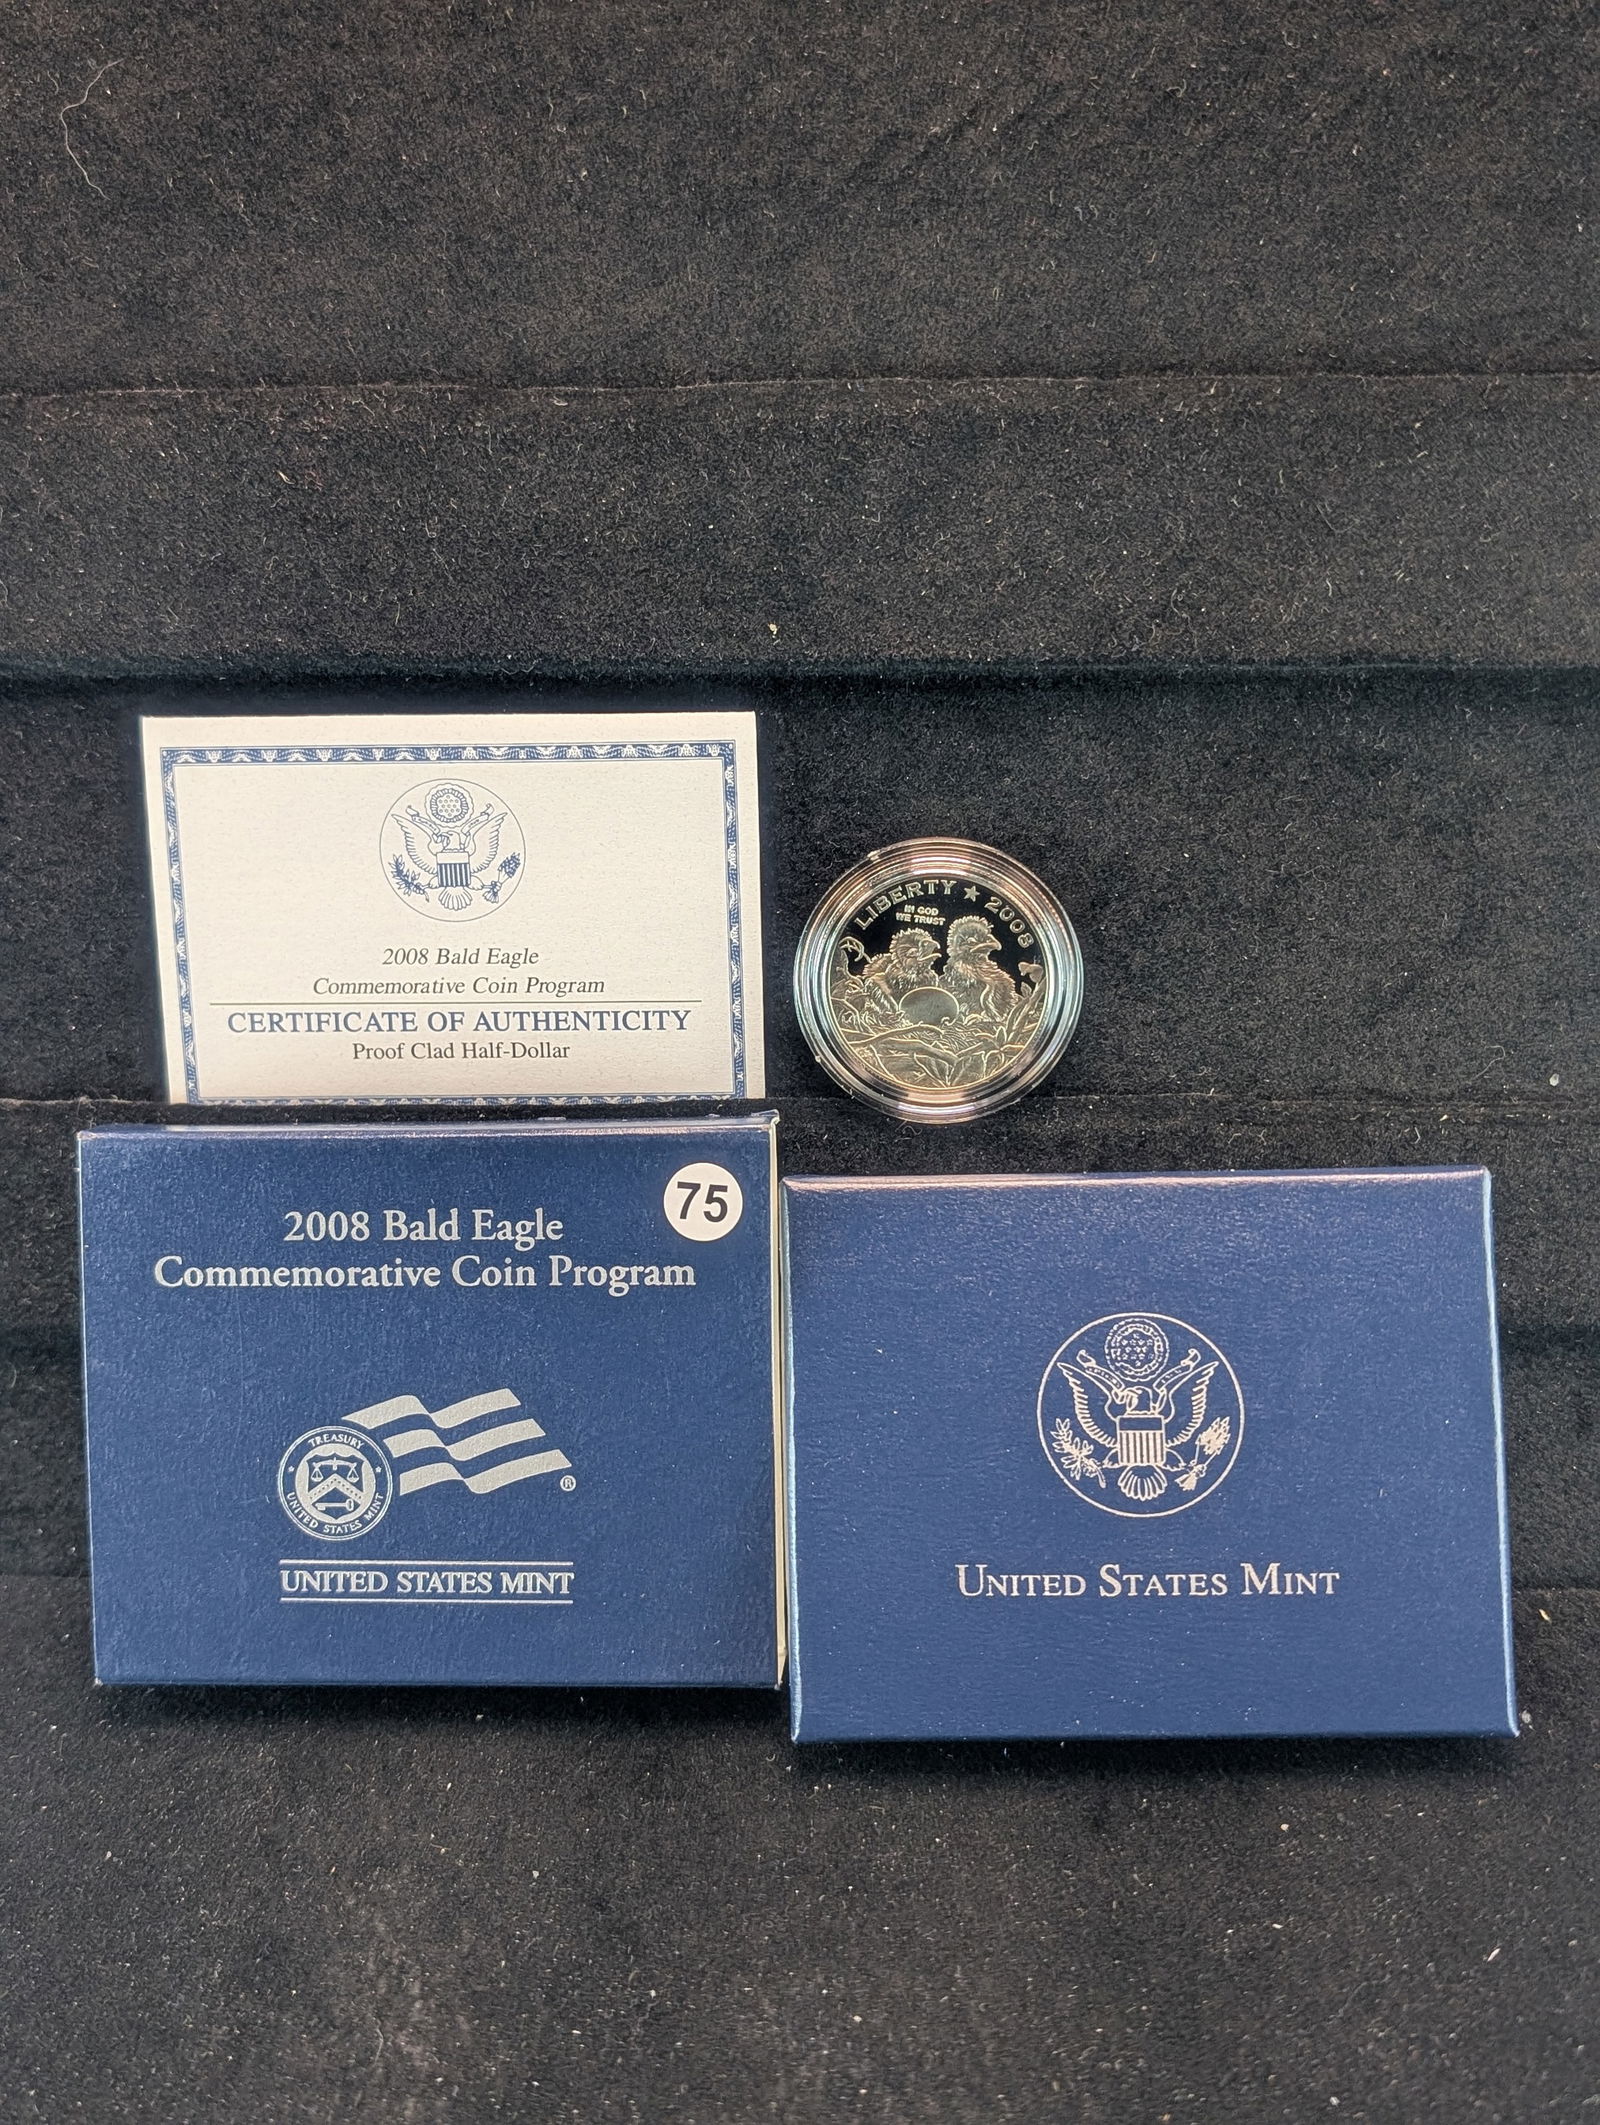 2008 Bald Eagle
Commemorative Coin Program
CERTIFICATE OF AUTHENTICITY
Proof Clad Half-Dollar
LIBERTY ★ 2008
IN GOD
WE TRUST
75
2008 Bald Eagle
Commemorative Coin Program
TREASURY
UNITED STATES MINT
®
UNITED STATES MINT
UNITED STATES MINT